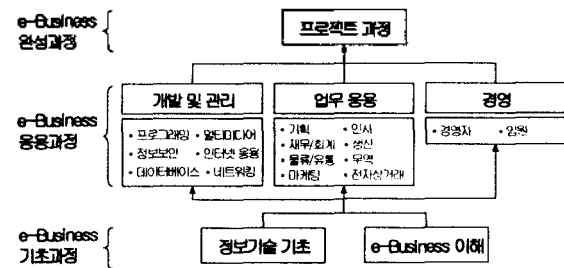 e-Business
완성과정
프로젝트 과정
e-Business
응용과정
개발 및 관리
• 프로그래밍 • 멀티미디어
• 정보보안 • 인터넷 응용
• 데이터베이스 • 네트워킹
업무 응용
• 기획 • 인사
• 재무/회계 • 생산
• 물류/유통 • 무역
• 마케팅 • 전자상거래
경영
• 경영자 • 임원
e-Business
기초과정
정보기술 기초
e-Business 이해